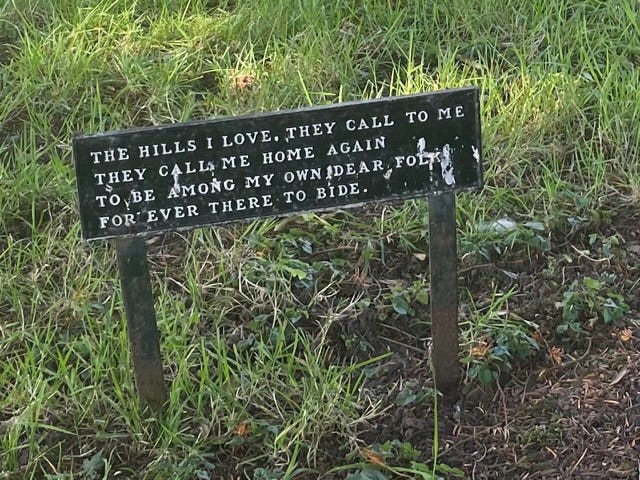 THE HILLS I LOVE, THEY CALL TO ME
THEY CALL ME HOME AGAIN
TO BE AMONG MY OWN DEAR FOLK
FOR EVER THERE TO BIDE.